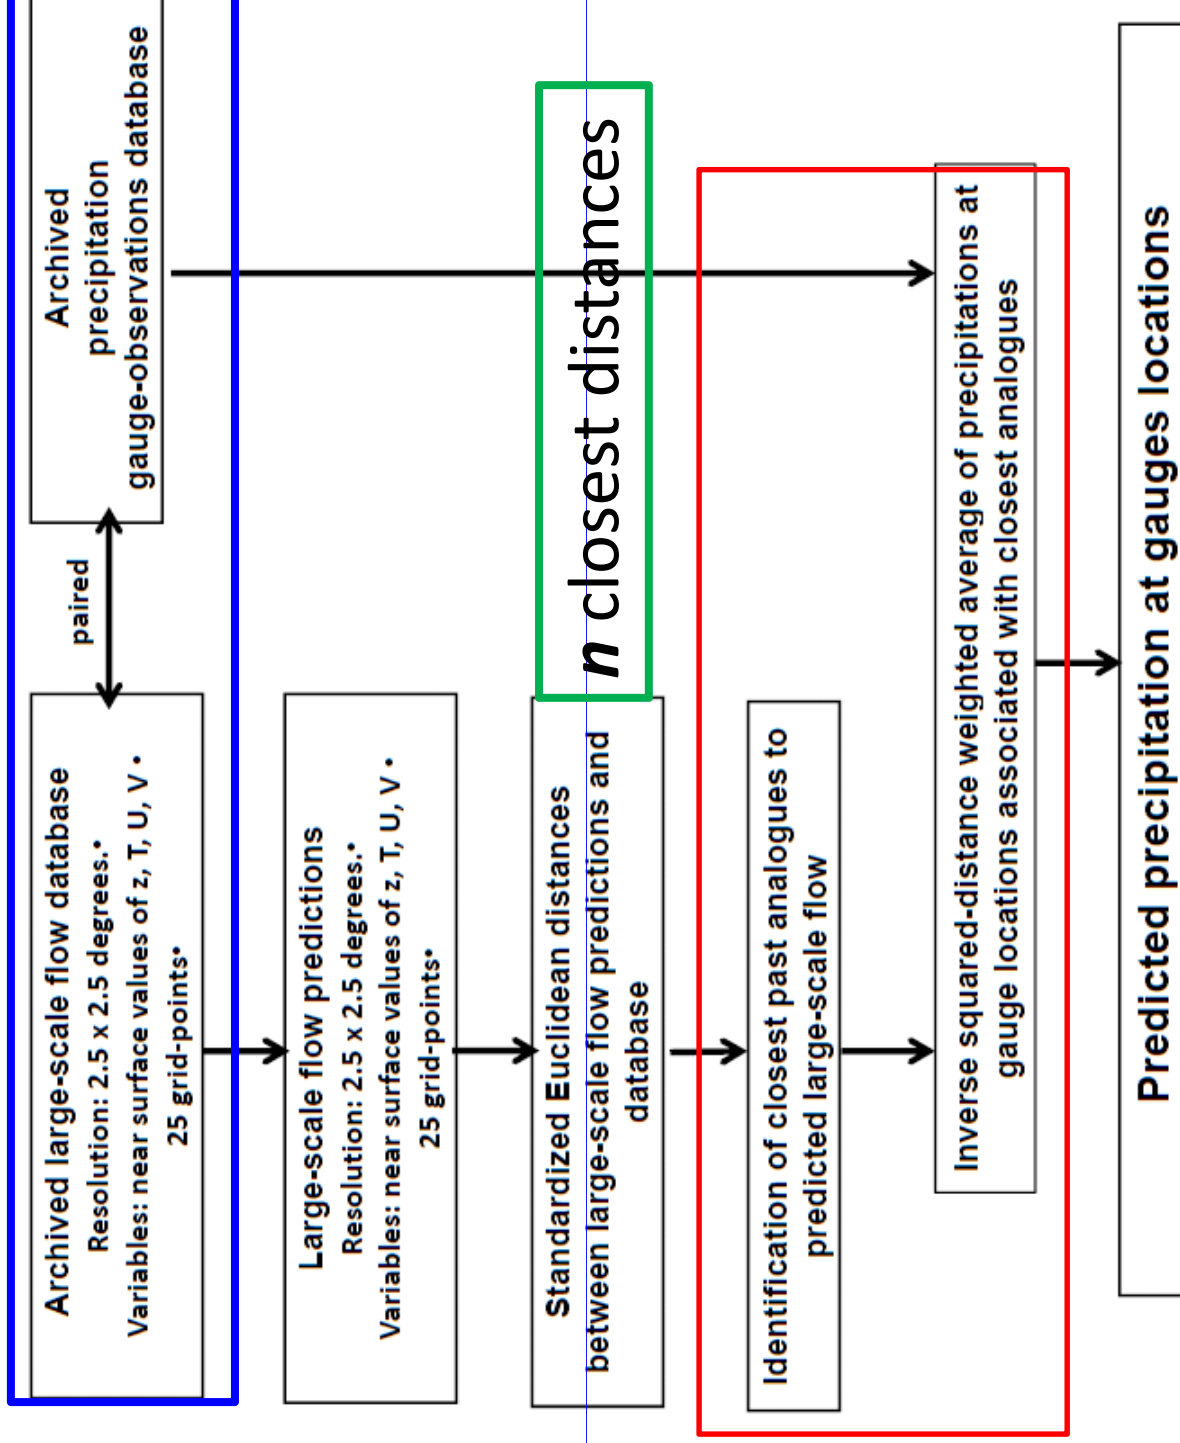 Archived large-scale flow database
Resolution: 2.5 x 2.5 degrees.•
Variables: near surface values of z, T, U, V •
25 grid-points•
paired
Archived
precipitation
gauge-observations database
Large-scale flow predictions
Resolution: 2.5 x 2.5 degrees.•
Variables: near surface values of z, T, U, V •
25 grid-points•
Standardized Euclidean distances
between large-scale flow predictions and
database
n closest distances
Identification of closest past analogues to
predicted large-scale flow
Inverse squared-distance weighted average of precipitations at
gauge locations associated with closest analogues
Predicted precipitation at gauges locations